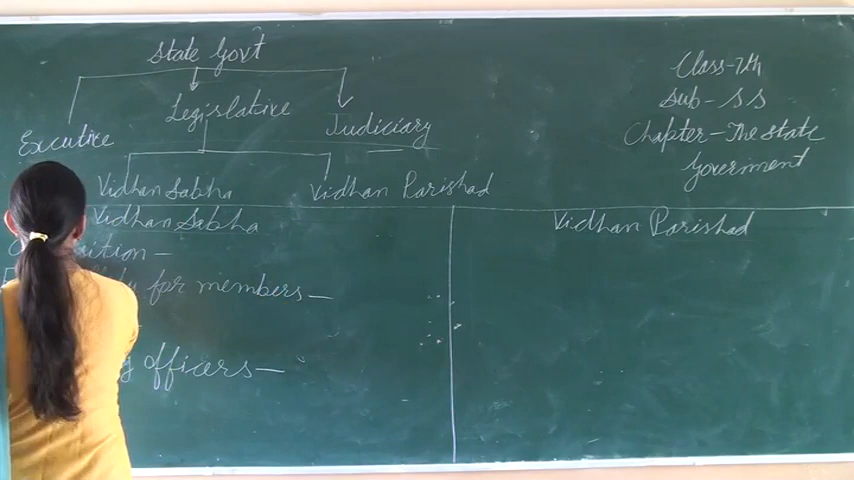 State Gov't
Legislative
Excutive
Judiciary
Vidhan Sabha
Vidhan Parishad
Class-7th
Sub- SS
Chapter-The state
Goverment
Vidhan Sabha
Vidhan Parishad
for members-
officers-